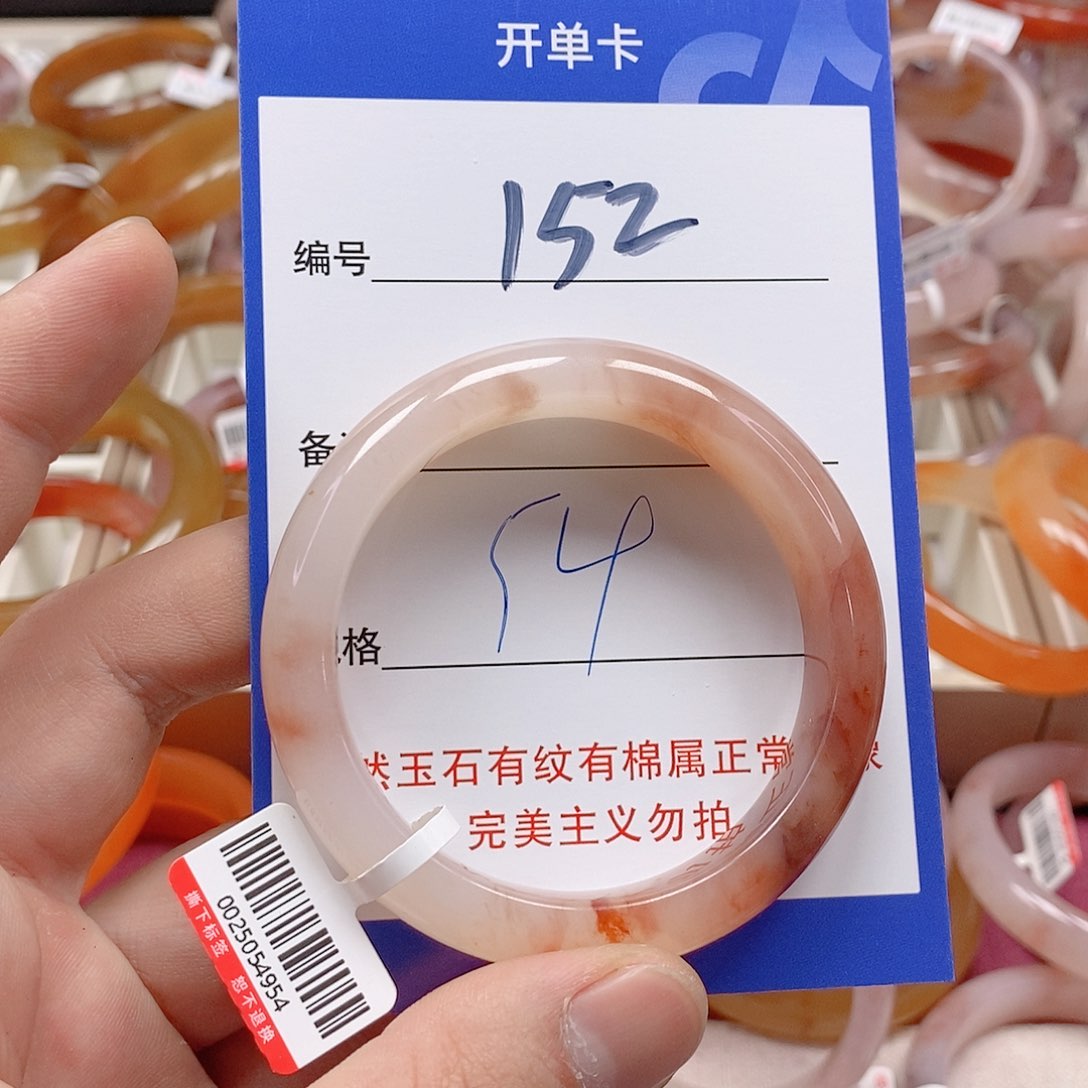 开单卡
编号 152
备
54
格
然玉石有纹有棉属正常
完美主义勿拍
0025054954
撕下标签 恕不退换